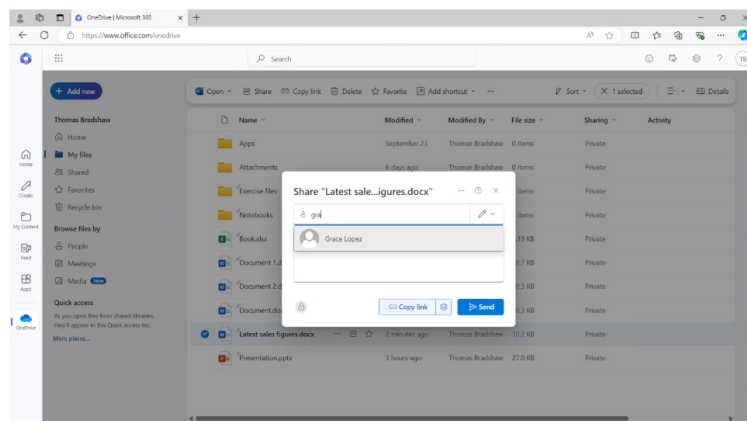 OneDrive | Microsoft 365
https://www.office.com/onedrive
Search
TB
+ Add new
Open
Share
Copy link
Delete
Favorite
Add shortcut
Sort
1 selected
Details
Thomas Bradshaw
Home
My files
Shared
Favorites
Recycle bin
Browse files by
People
Meetings
Media New
Quick access
As you open files from shared libraries,
they'll appear in this Quick access list.
More places...
Home
Create
My Content
Feed
Apps
OneDrive
Name Modified Modified By File size Sharing Activity
Apps September 23 Thomas Bradshaw 0 items Private
Attachments 6 days ago Thomas Bradshaw 0 items Private
Exercise files items Private
Notebooks items Private
Book.xlsx .19 KB Private
Document 1.d 2.7 KB Private
Document 2.d 0.3 KB Private
Document.do 0.3 KB Private
Latest sales figures.docx 2 minutes ago Thomas Bradshaw 10.2 KB Private
Presentation.pptx 3 hours ago Thomas Bradshaw 27.0 KB Private
Share "Latest sale...igures.docx"
gra
Grace Lopez
Copy link
Send